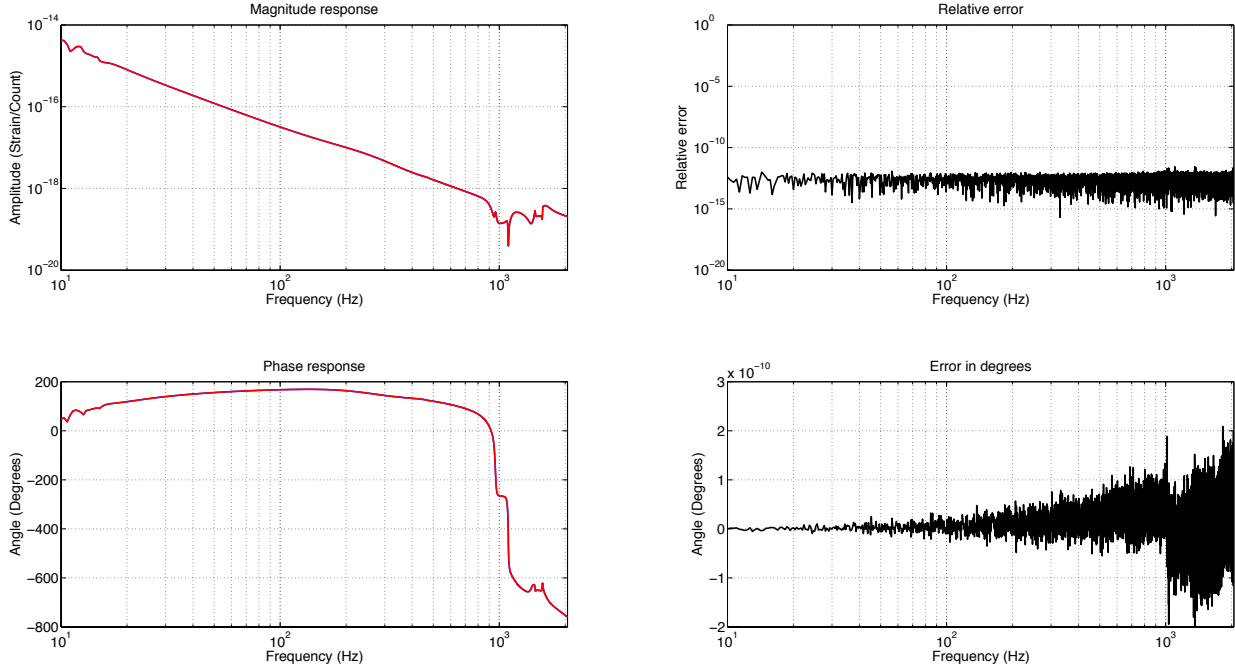 Magnitude response
Amplitude (Strain/Count)
10^−14
10^−16
10^−18
10^−20
10^1
10^2
10^3
Frequency (Hz)
Relative error
Relative error
10^0
10^−5
10^−10
10^−15
10^−20
10^1
10^2
10^3
Frequency (Hz)
Phase response
Angle (Degrees)
200
0
−200
−400
−600
−800
10^1
10^2
10^3
Frequency (Hz)
Error in degrees
x 10^−10
Angle (Degrees)
3
2
1
0
−1
−2
10^1
10^2
10^3
Frequency (Hz)